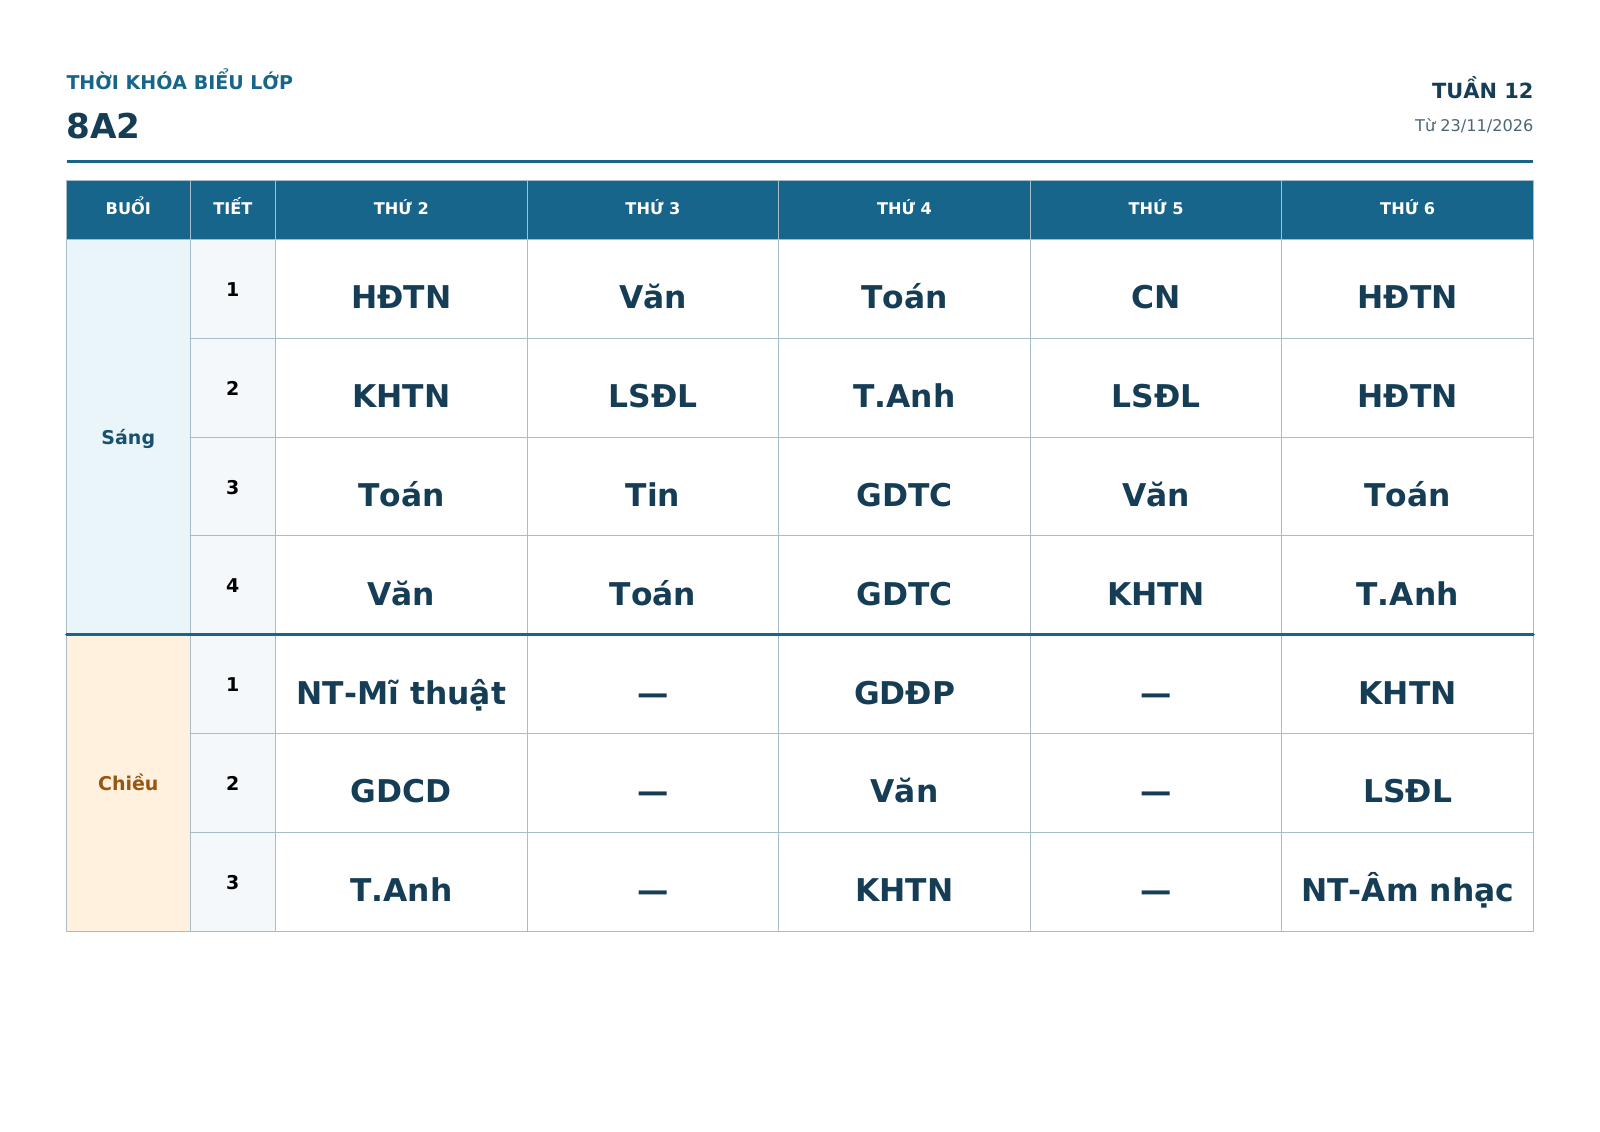 THỜI KHÓA BIỂU LỚP
8A2
TUẦN 12
Từ 23/11/2026
BUỔI TIẾT THỨ 2 THỨ 3 THỨ 4 THỨ 5 THỨ 6
Sáng
1 HĐTN Văn Toán CN HĐTN
2 KHTN LSĐL T.Anh LSĐL HĐTN
3 Toán Tin GDTC Văn Toán
4 Văn Toán GDTC KHTN T.Anh
Chiều
1 NT-Mĩ thuật — GDĐP — KHTN
2 GDCD — Văn — LSĐL
3 T.Anh — KHTN — NT-Âm nhạc